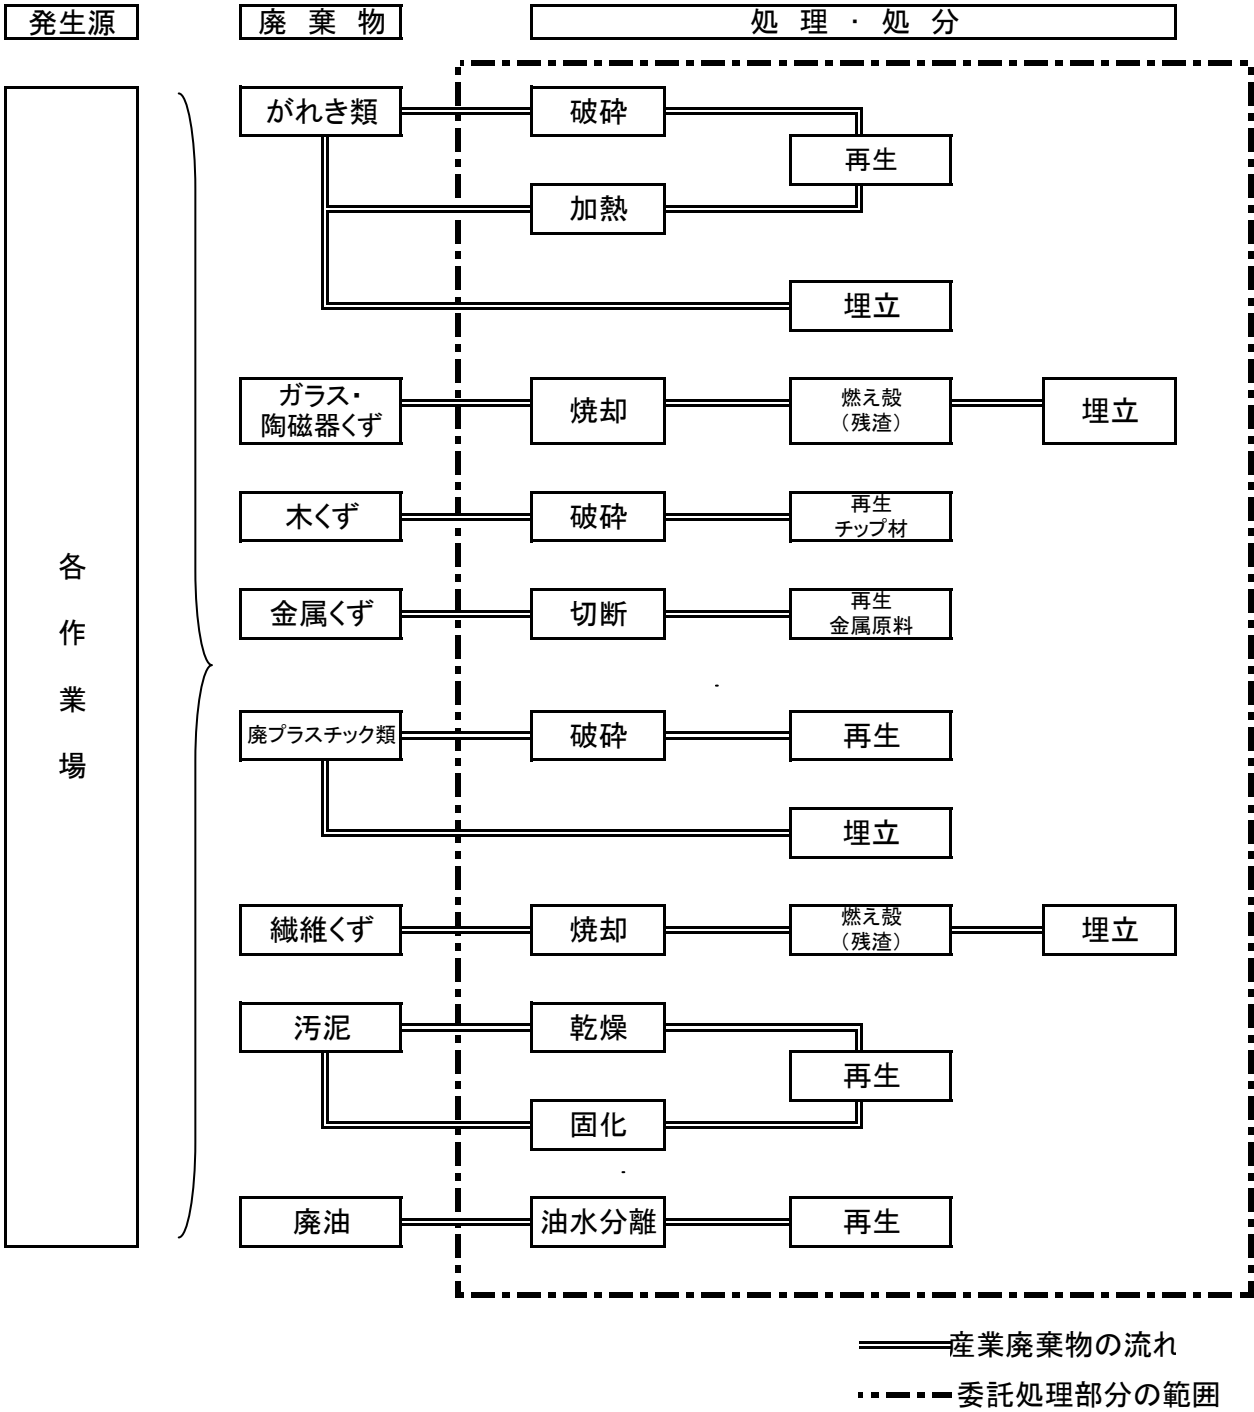 発生源
廃棄物
処理・処分
各作業場
がれき類
破砕
再生
加熱
埋立
ガラス・
陶磁器くず
焼却
燃え殻
（残渣）
埋立
木くず
破砕
再生
チップ材
金属くず
切断
再生
金属原料
廃プラスチック類
破砕
再生
埋立
繊維くず
焼却
燃え殻
（残渣）
埋立
汚泥
乾燥
再生
固化
廃油
油水分離
再生
産業廃棄物の流れ
委託処理部分の範囲